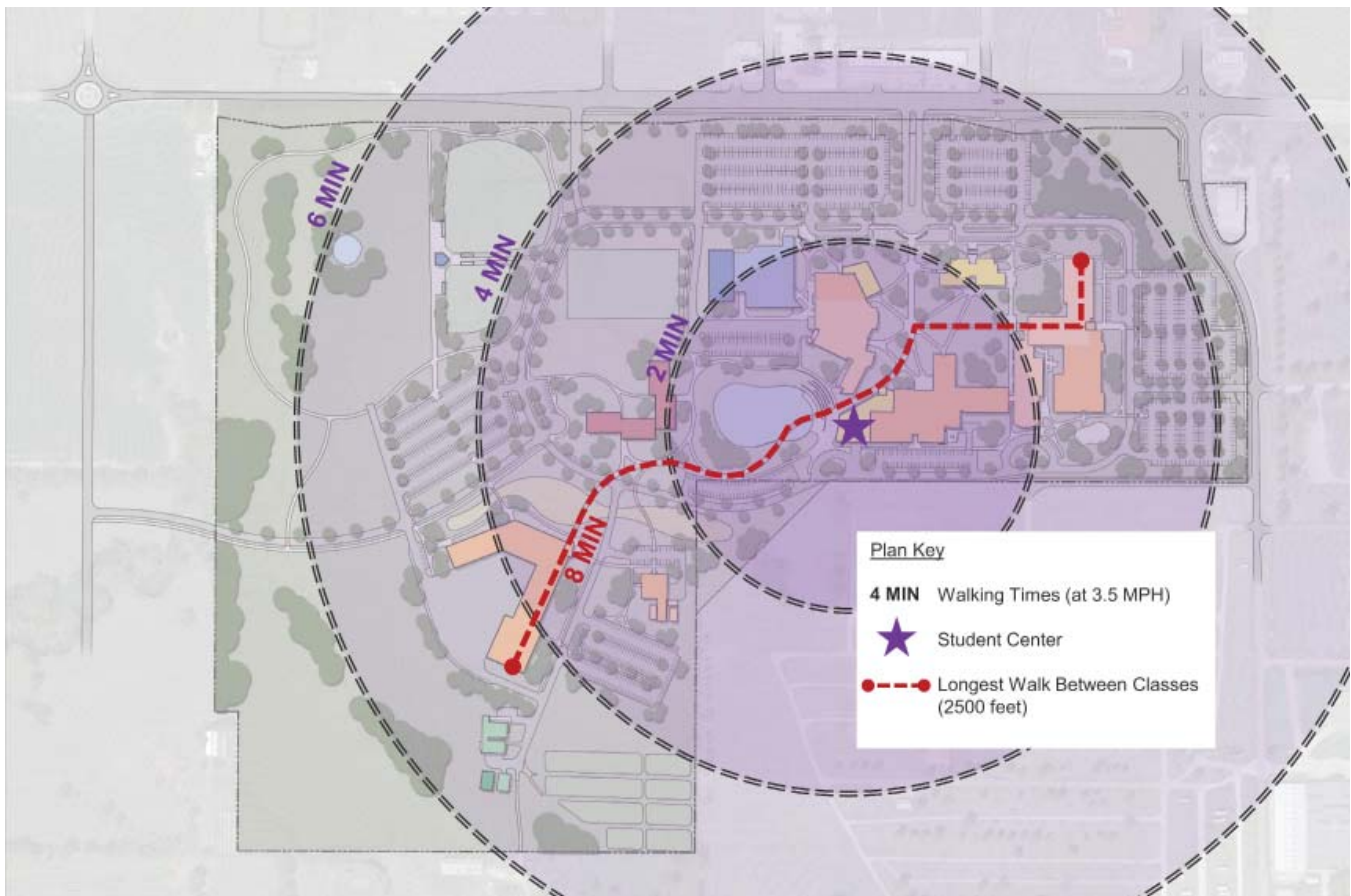 6 MIN
4 MIN
2 MIN
8 MIN
Plan Key
4 MIN Walking Times (at 3.5 MPH)
Student Center
Longest Walk Between Classes
(2500 feet)